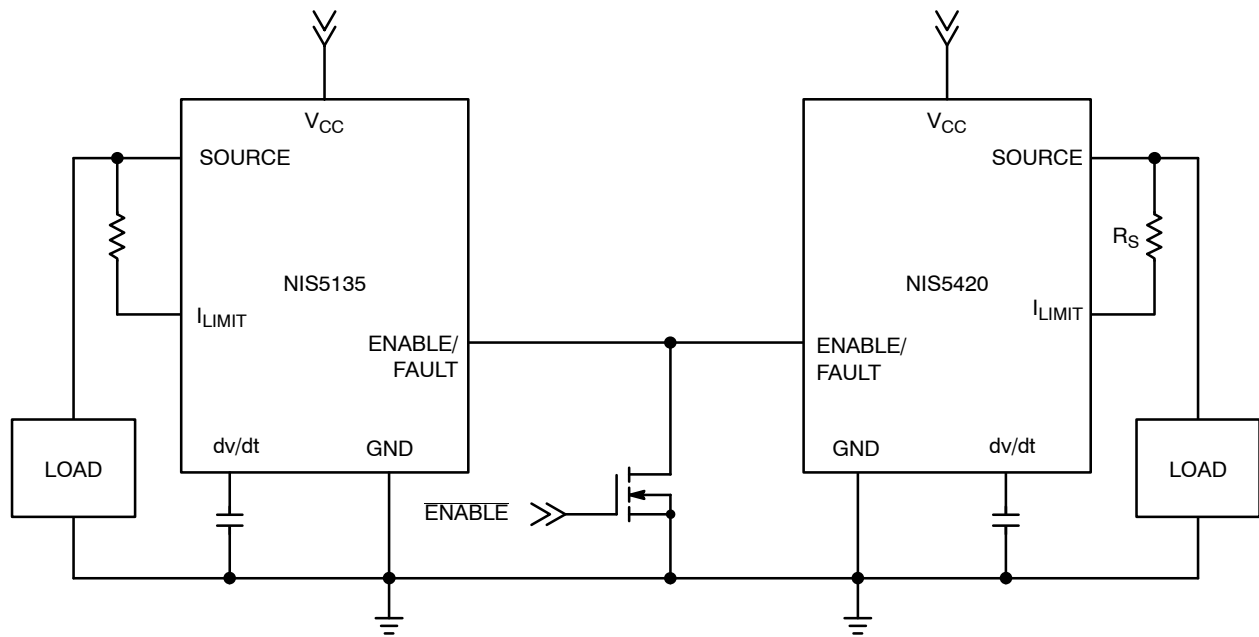 VCC
SOURCE
NIS5135
ILIMIT
ENABLE/
FAULT
dv/dt
GND
LOAD
ENABLE
VCC
SOURCE
RS
NIS5420
ILIMIT
ENABLE/
FAULT
GND
dv/dt
LOAD